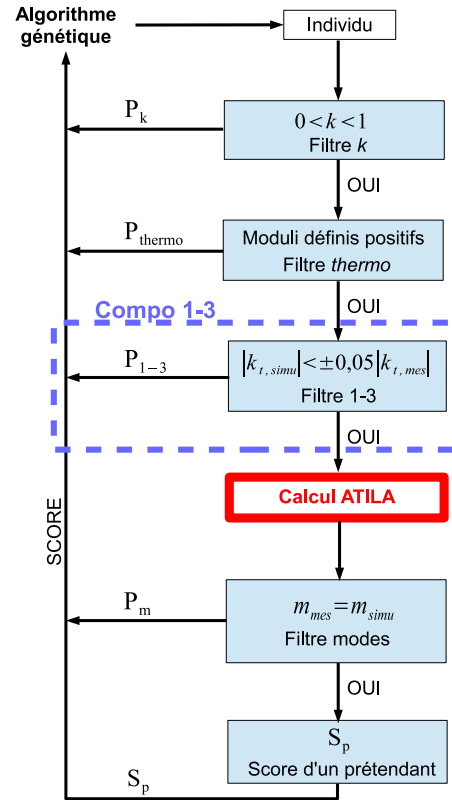 Algorithme
génétique
Individu
P_k
0 < k < 1
Filtre k
OUI
P_thermo
Moduli définis positifs
Filtre thermo
OUI
Compo 1-3
P_1−3
|k_t,simu| < ±0,05|k_t,mes|
Filtre 1-3
OUI
Calcul ATILA
SCORE
P_m
m_mes = m_simu
Filtre modes
OUI
S_p
Score d'un prétendant
S_p